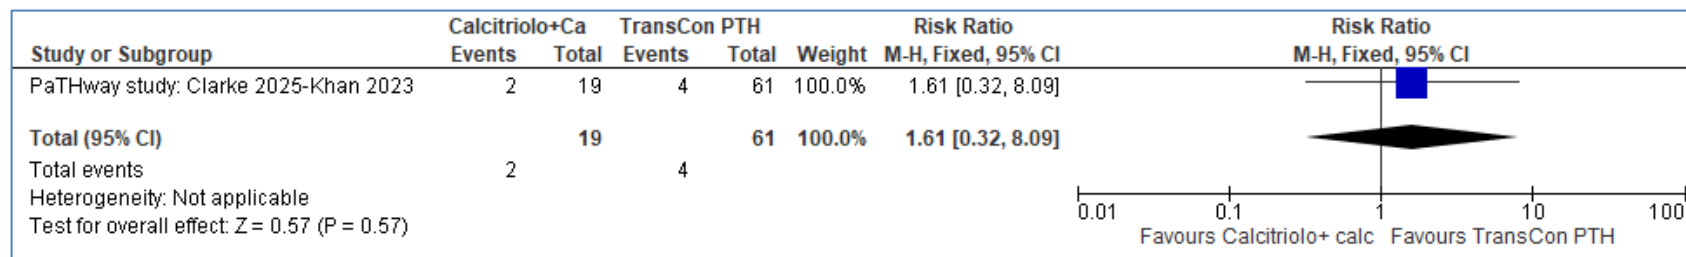 Calcitriolo+Ca TransCon PTH Risk Ratio Risk Ratio
Study or Subgroup Events Total Events Total Weight M-H, Fixed, 95% CI M-H, Fixed, 95% CI
PaTHway study: Clarke 2025-Khan 2023 2 19 4 61 100.0% 1.61 [0.32, 8.09]
Total (95% CI) 19 61 100.0% 1.61 [0.32, 8.09]
Total events 2 4
Heterogeneity: Not applicable
Test for overall effect: Z = 0.57 (P = 0.57)
0.01 0.1 1 10 100
Favours Calcitriolo+ calc Favours TransCon PTH